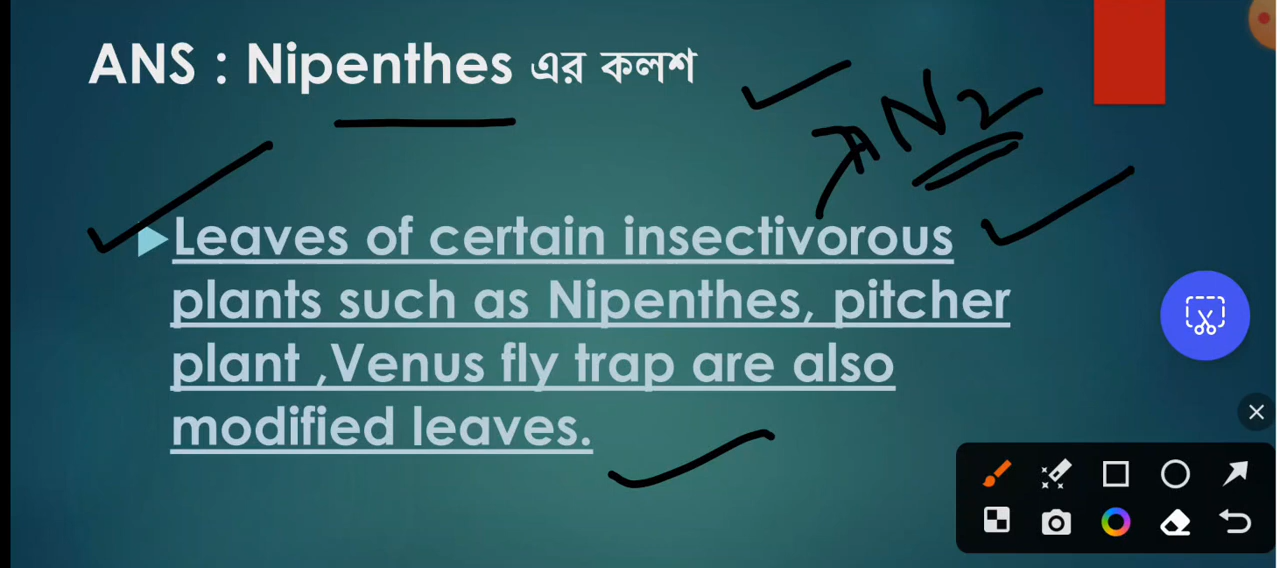 ANS : Nipenthes এর কলশ
N2
Leaves of certain insectivorous
plants such as Nipenthes, pitcher
plant ,Venus fly trap are also
modified leaves.